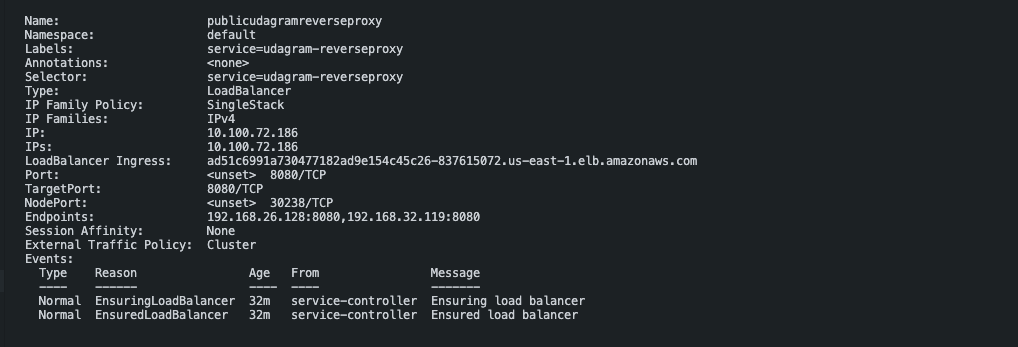 Name: publicudagramreverseproxy
Namespace: default
Labels: service=udagram-reverseproxy
Annotations: <none>
Selector: service=udagram-reverseproxy
Type: LoadBalancer
IP Family Policy: SingleStack
IP Families: IPv4
IP: 10.100.72.186
IPs: 10.100.72.186
LoadBalancer Ingress: ad51c6991a730477182ad9e154c45c26-837615072.us-east-1.elb.amazonaws.com
Port: <unset> 8080/TCP
TargetPort: 8080/TCP
NodePort: <unset> 30238/TCP
Endpoints: 192.168.26.128:8080,192.168.32.119:8080
Session Affinity: None
External Traffic Policy: Cluster
Events:
Type Reason Age From Message
---- ------ ---- ---- -------
Normal EnsuringLoadBalancer 32m service-controller Ensuring load balancer
Normal EnsuredLoadBalancer 32m service-controller Ensured load balancer